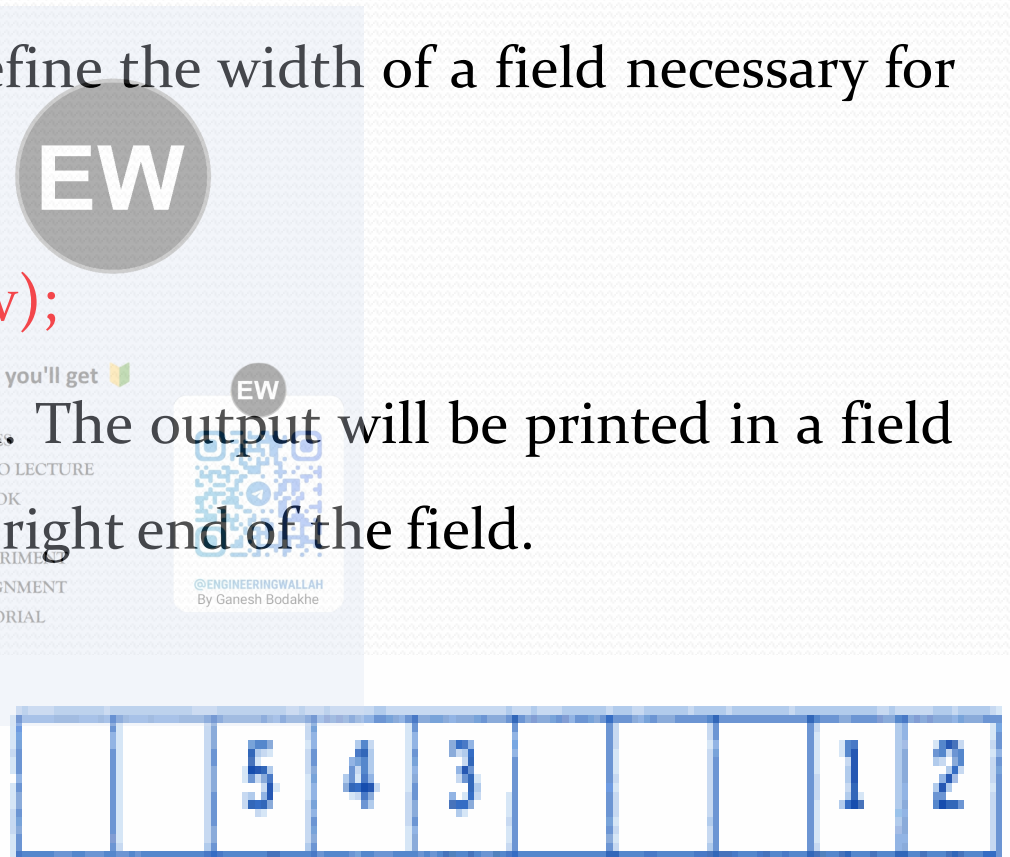 efine the width of a field necessary for
EW
w);
you'll get
. The output will be printed in a field
EW
O LECTURE
OK
right end of the field.
RIMENT
GNMENT
@ENGINEERINGWALLAH
By Ganesh Bodakhe
ORIAL
5 4 3 1 2